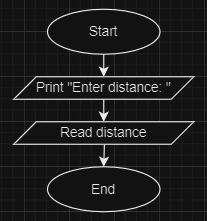 Start
Print "Enter distance: "
Read distance
End